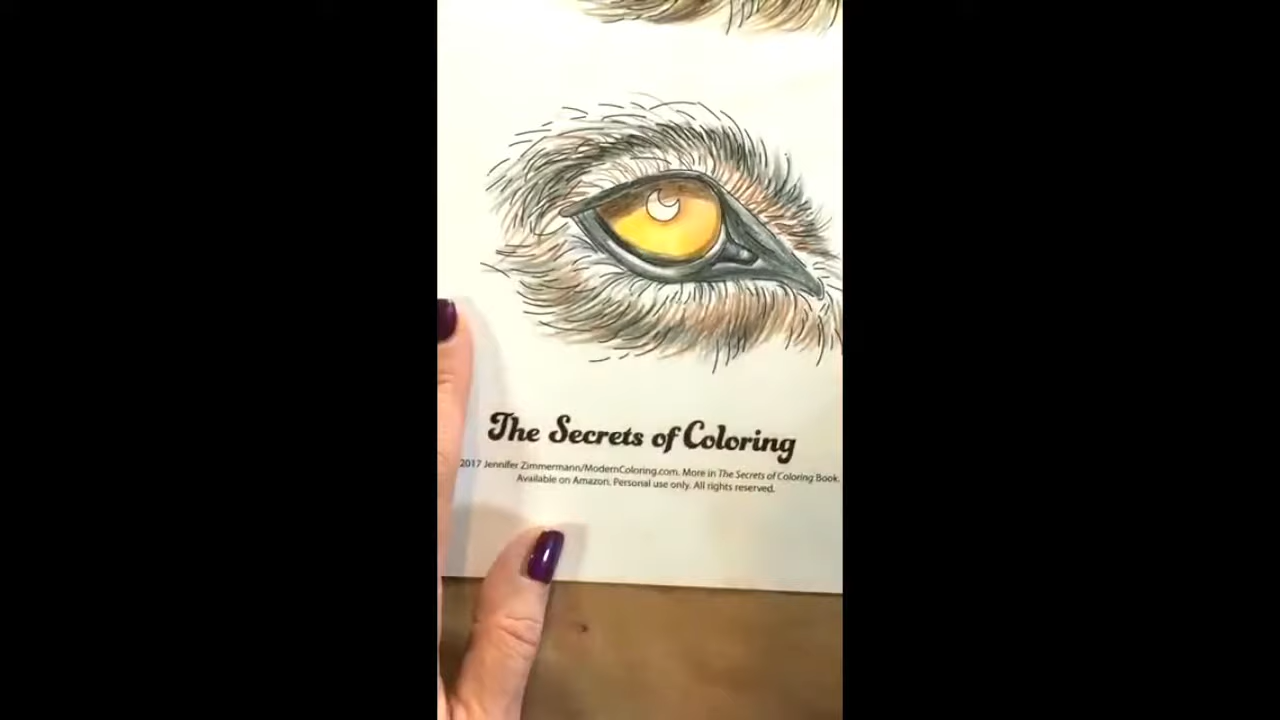 The Secrets of Coloring
2017 Jennifer Zimmermann/ModernColoring.com. More in The Secrets of Coloring Book.
Available on Amazon. Personal use only. All rights reserved.